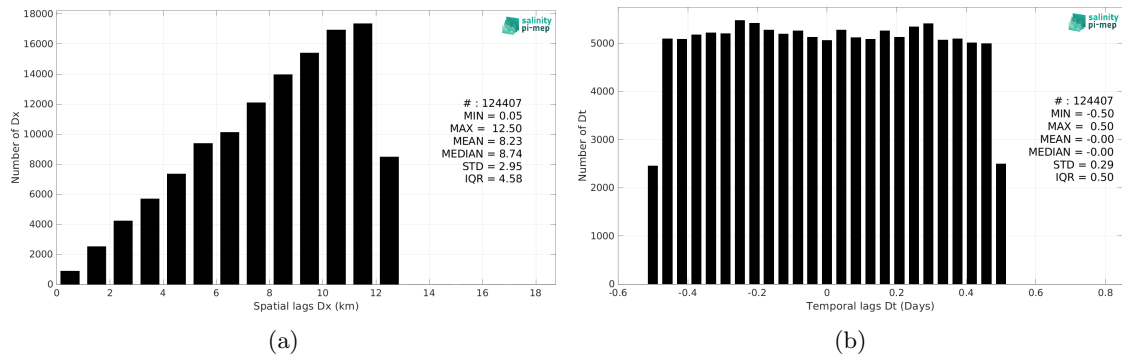 18000
16000
14000
12000
10000
8000
6000
4000
2000
0
Number of Dx
0 2 4 6 8 10 12 14 16 18
Spatial lags Dx (km)
salinity
pi-mep
# : 124407
MIN = 0.05
MAX = 12.50
MEAN = 8.23
MEDIAN = 8.74
STD = 2.95
IQR = 4.58
(a)
5000
4000
3000
2000
1000
0
Number of Dt
-0.6 -0.4 -0.2 0 0.2 0.4 0.6 0.8
Temporal lags Dt (Days)
salinity
pi-mep
# : 124407
MIN = -0.50
MAX = 0.50
MEAN = -0.00
MEDIAN = -0.00
STD = 0.29
IQR = 0.50
(b)